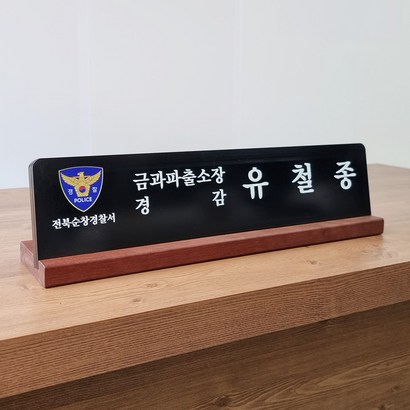 경 찰
POLICE
전북순창경찰서
금과파출소장
경 감
유 철 종